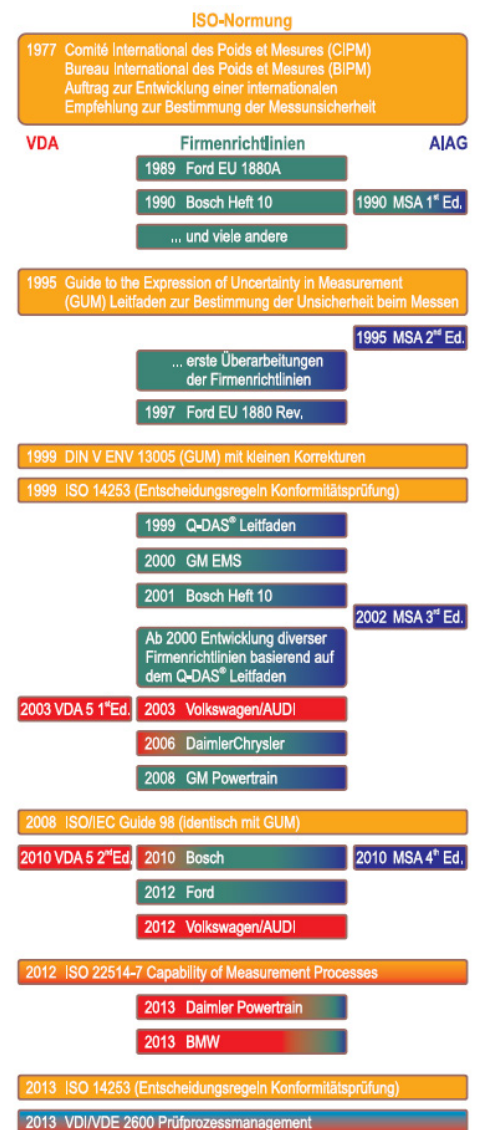 ISO-Normung
1977 Comité International des Poids et Mesures (CIPM)
Bureau International des Poids et Mesures (BIPM)
Auftrag zur Entwicklung einer internationalen
Empfehlung zur Bestimmung der Messunsicherheit
VDA Firmenrichtlinien AIAG
1989 Ford EU 1880A
1990 Bosch Heft 10 1990 MSA 1st Ed.
... und viele andere
1995 Guide to the Expression of Uncertainty in Measurement
(GUM) Leitfaden zur Bestimmung der Unsicherheit beim Messen
1995 MSA 2nd Ed.
... erste Überarbeitungen
der Firmenrichtlinien
1997 Ford EU 1880 Rev.
1999 DIN V ENV 13005 (GUM) mit kleinen Korrekturen
1999 ISO 14253 (Entscheidungsregeln Konformitätsprüfung)
1999 Q-DAS® Leitfaden
2000 GM EMS
2001 Bosch Heft 10
2002 MSA 3rd Ed.
Ab 2000 Entwicklung diverser
Firmenrichtlinien basierend auf
dem Q-DAS® Leitfaden
2003 VDA 5 1stEd. 2003 Volkswagen/AUDI
2006 DaimlerChrysler
2008 GM Powertrain
2008 ISO/IEC Guide 98 (identisch mit GUM)
2010 VDA 5 2ndEd. 2010 Bosch 2010 MSA 4th Ed.
2012 Ford
2012 Volkswagen/AUDI
2012 ISO 22514-7 Capability of Measurement Processes
2013 Daimler Powertrain
2013 BMW
2013 ISO 14253 (Entscheidungsregeln Konformitätsprüfung)
2013 VDI/VDE 2600 Prüfprozessmanagement